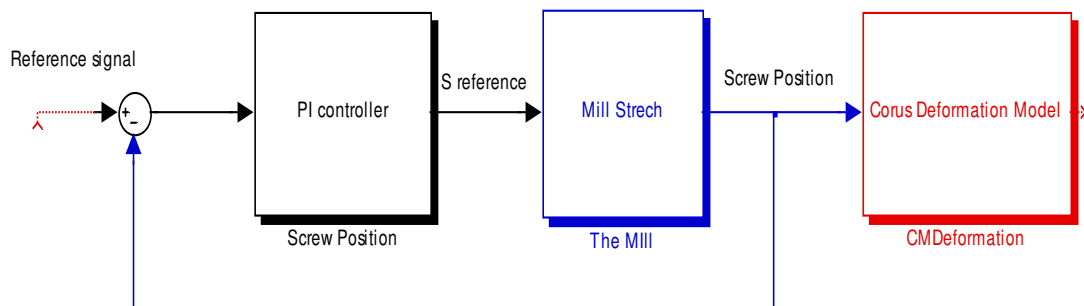 Reference signal
+
−
PI controller
S reference
Mill Strech
Screw Position
Corus Deformation Model
Screw Position
The MIll
CMDeformation